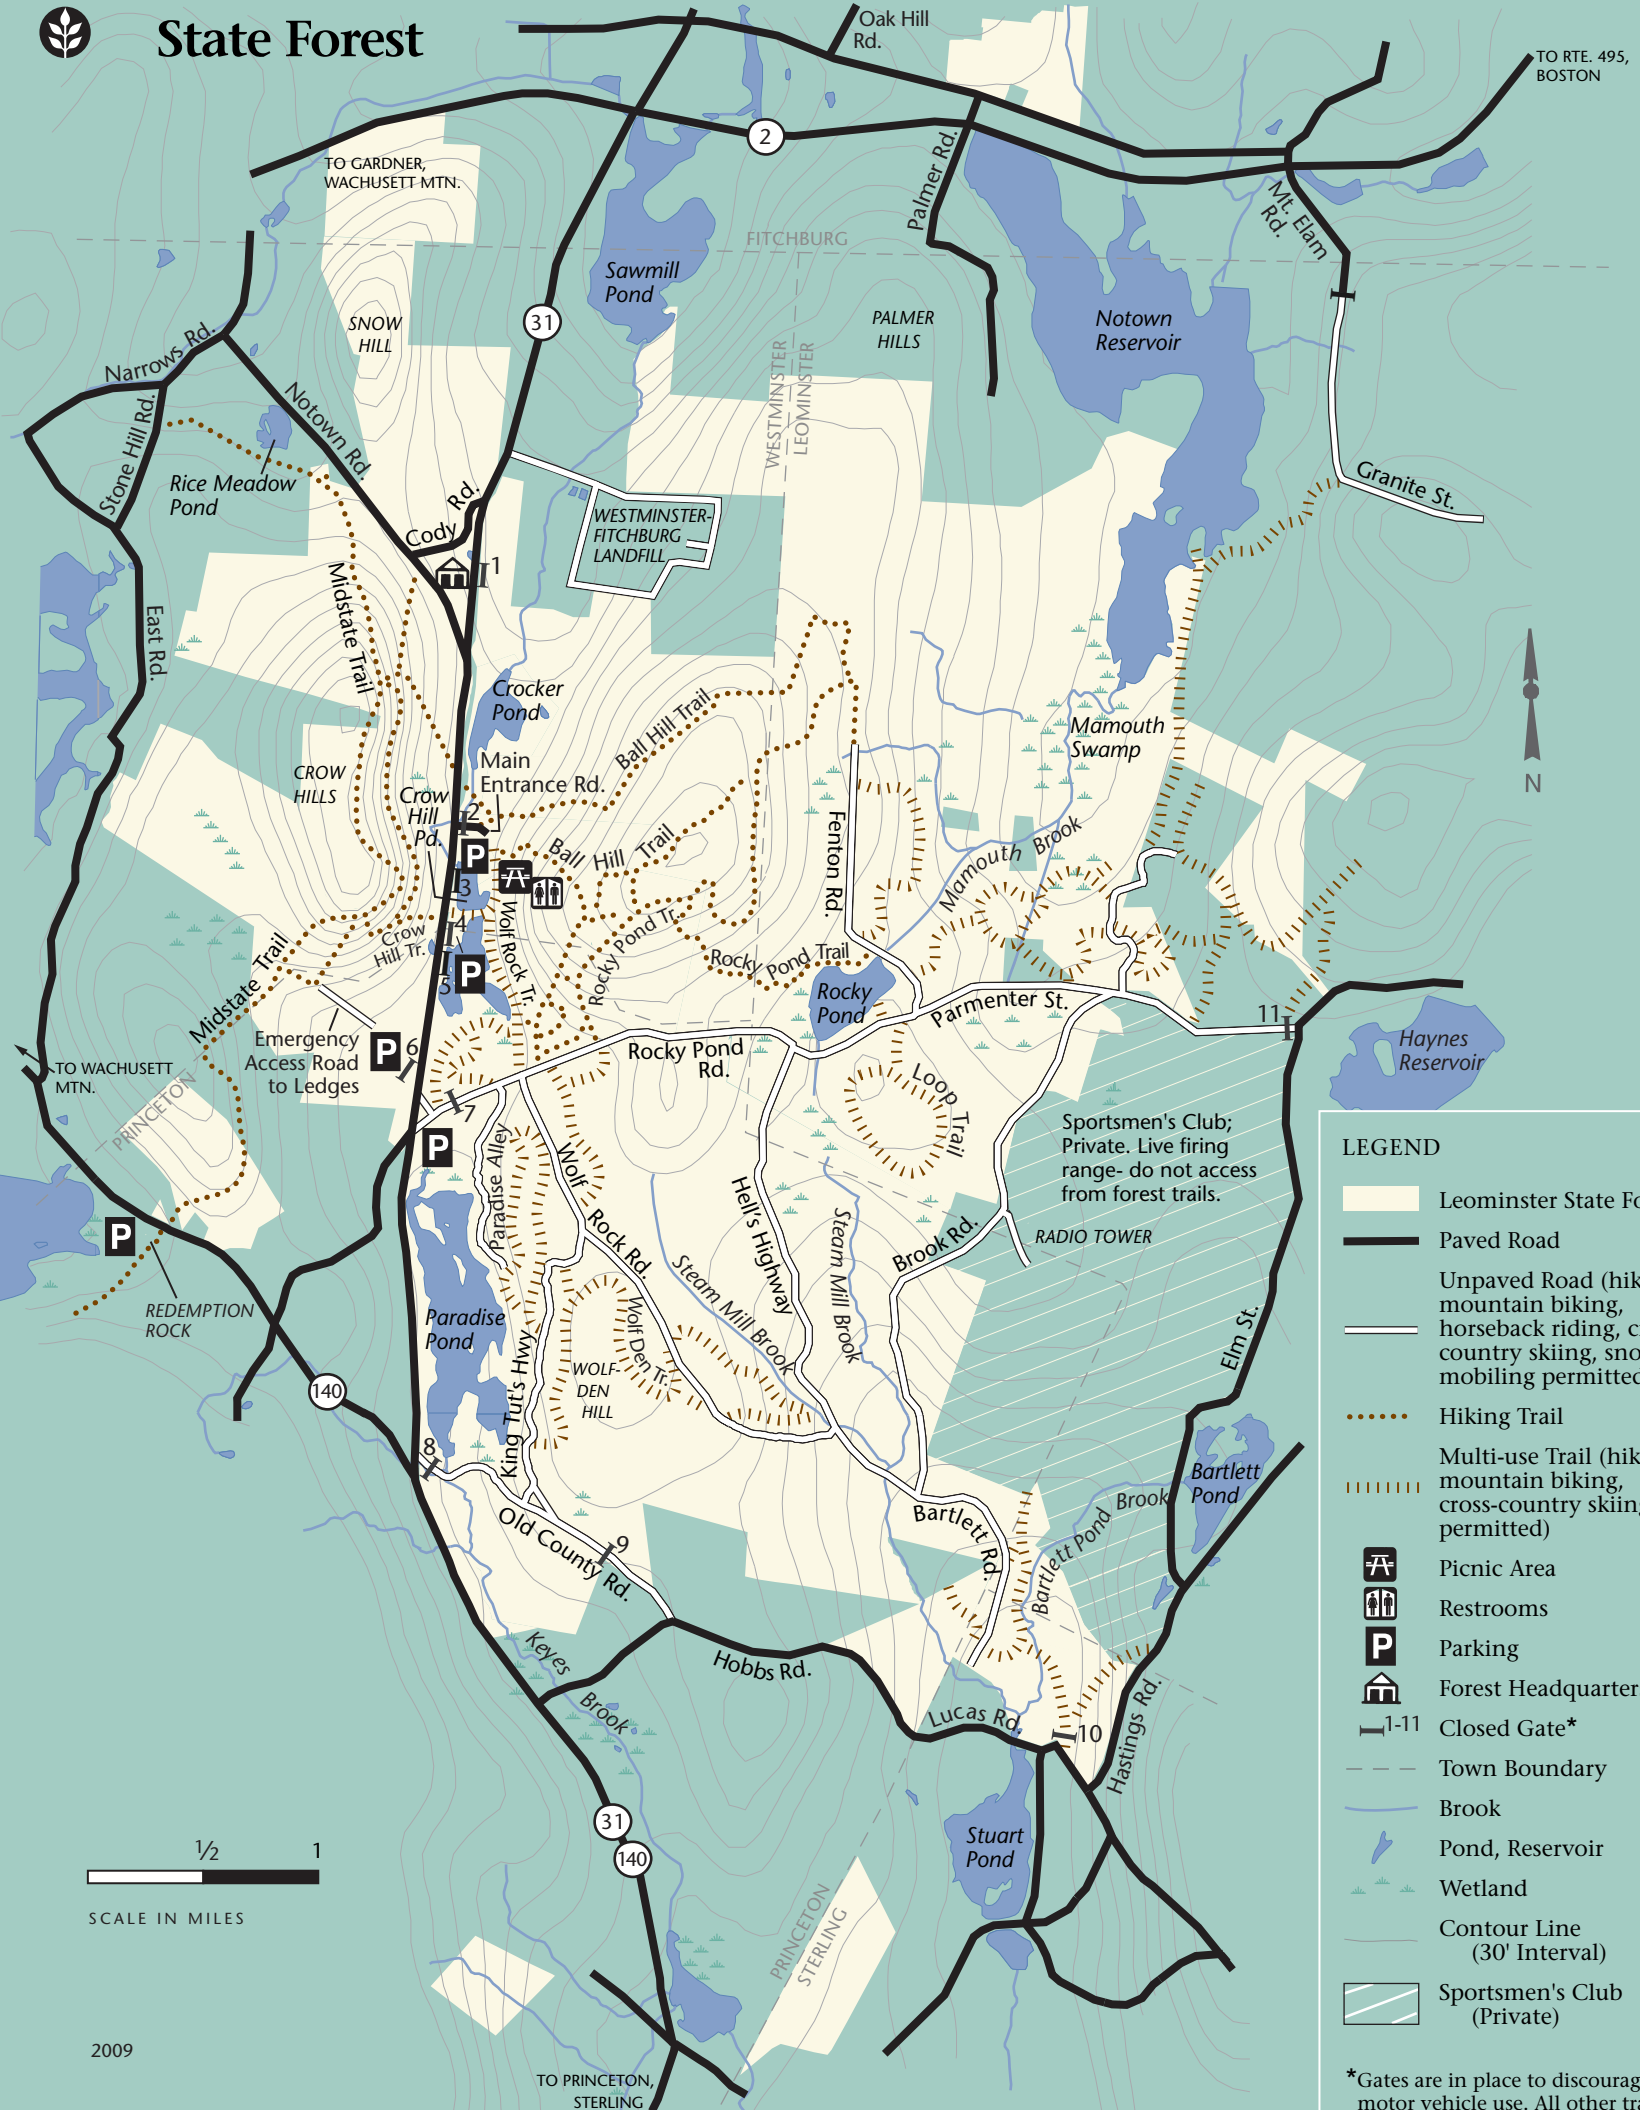 State Forest
Oak Hill
Rd.
TO RTE. 495,
BOSTON
2
TO GARDNER,
WACHUSETT MTN.
Palmer Rd.
Mt. Elam
Rd.
FITCHBURG
Sawmill
Pond
31
SNOW
HILL
PALMER
HILLS
Notown
Reservoir
WESTMINSTER
LEOMINSTER
Narrows Rd.
Stone Hill Rd.
Notown Rd.
Rice Meadow
Pond
Granite St.
Cody Rd.
WESTMINSTER-
FITCHBURG
LANDFILL
1
Midstate Trail
East Rd.
Crocker
Pond
Ball Hill Trail
Mamouth
Swamp
N
CROW
HILLS
Main
Entrance Rd.
Crow
Hill
Pd.
2
P
3
Ball Hill Trail
Fenton Rd.
Mamouth Brook
4
Wolf Rock Tr.
Crow
Hill Tr.
Rocky Pond Tr.
Rocky Pond Trail
Midstate Trail
5
P
Rocky
Pond
Parmenter St.
11
Haynes
Reservoir
Emergency
Access Road
to Ledges
P
6
Rocky Pond
Rd.
TO WACHUSETT
MTN.
PRINCETON
7
P
Loop Trail
Sportsmen's Club;
Private. Live firing
range- do not access
from forest trails.
Paradise Alley
Wolf Rock Rd.
Hell's Highway
Steam Mill Brook
Steam Mill Brook
Brook Rd.
RADIO TOWER
P
REDEMPTION
ROCK
Paradise
Pond
Wolf Den Tr.
WOLF-
DEN
HILL
King Tut's Hwy
Elm St.
140
8
Bartlett
Pond
Bartlett Pond Brook
Bartlett Rd.
Old County Rd.
9
Keyes Brook
Hobbs Rd.
Lucas Rd.
10
Hastings Rd.
31
140
Stuart
Pond
PRINCETON
STERLING
½ 1
SCALE IN MILES
2009
TO PRINCETON,
STERLING
LEGEND
Leominster State Fo
Paved Road
Unpaved Road (hik
mountain biking,
horseback riding, c
country skiing, sno
mobiling permitted
Hiking Trail
Multi-use Trail (hik
mountain biking,
cross-country skiing
permitted)
Picnic Area
Restrooms
P Parking
Forest Headquarter
1-11 Closed Gate*
Town Boundary
Brook
Pond, Reservoir
Wetland
Contour Line
(30' Interval)
Sportsmen's Club
(Private)
*Gates are in place to discourag
motor vehicle use. All other tra